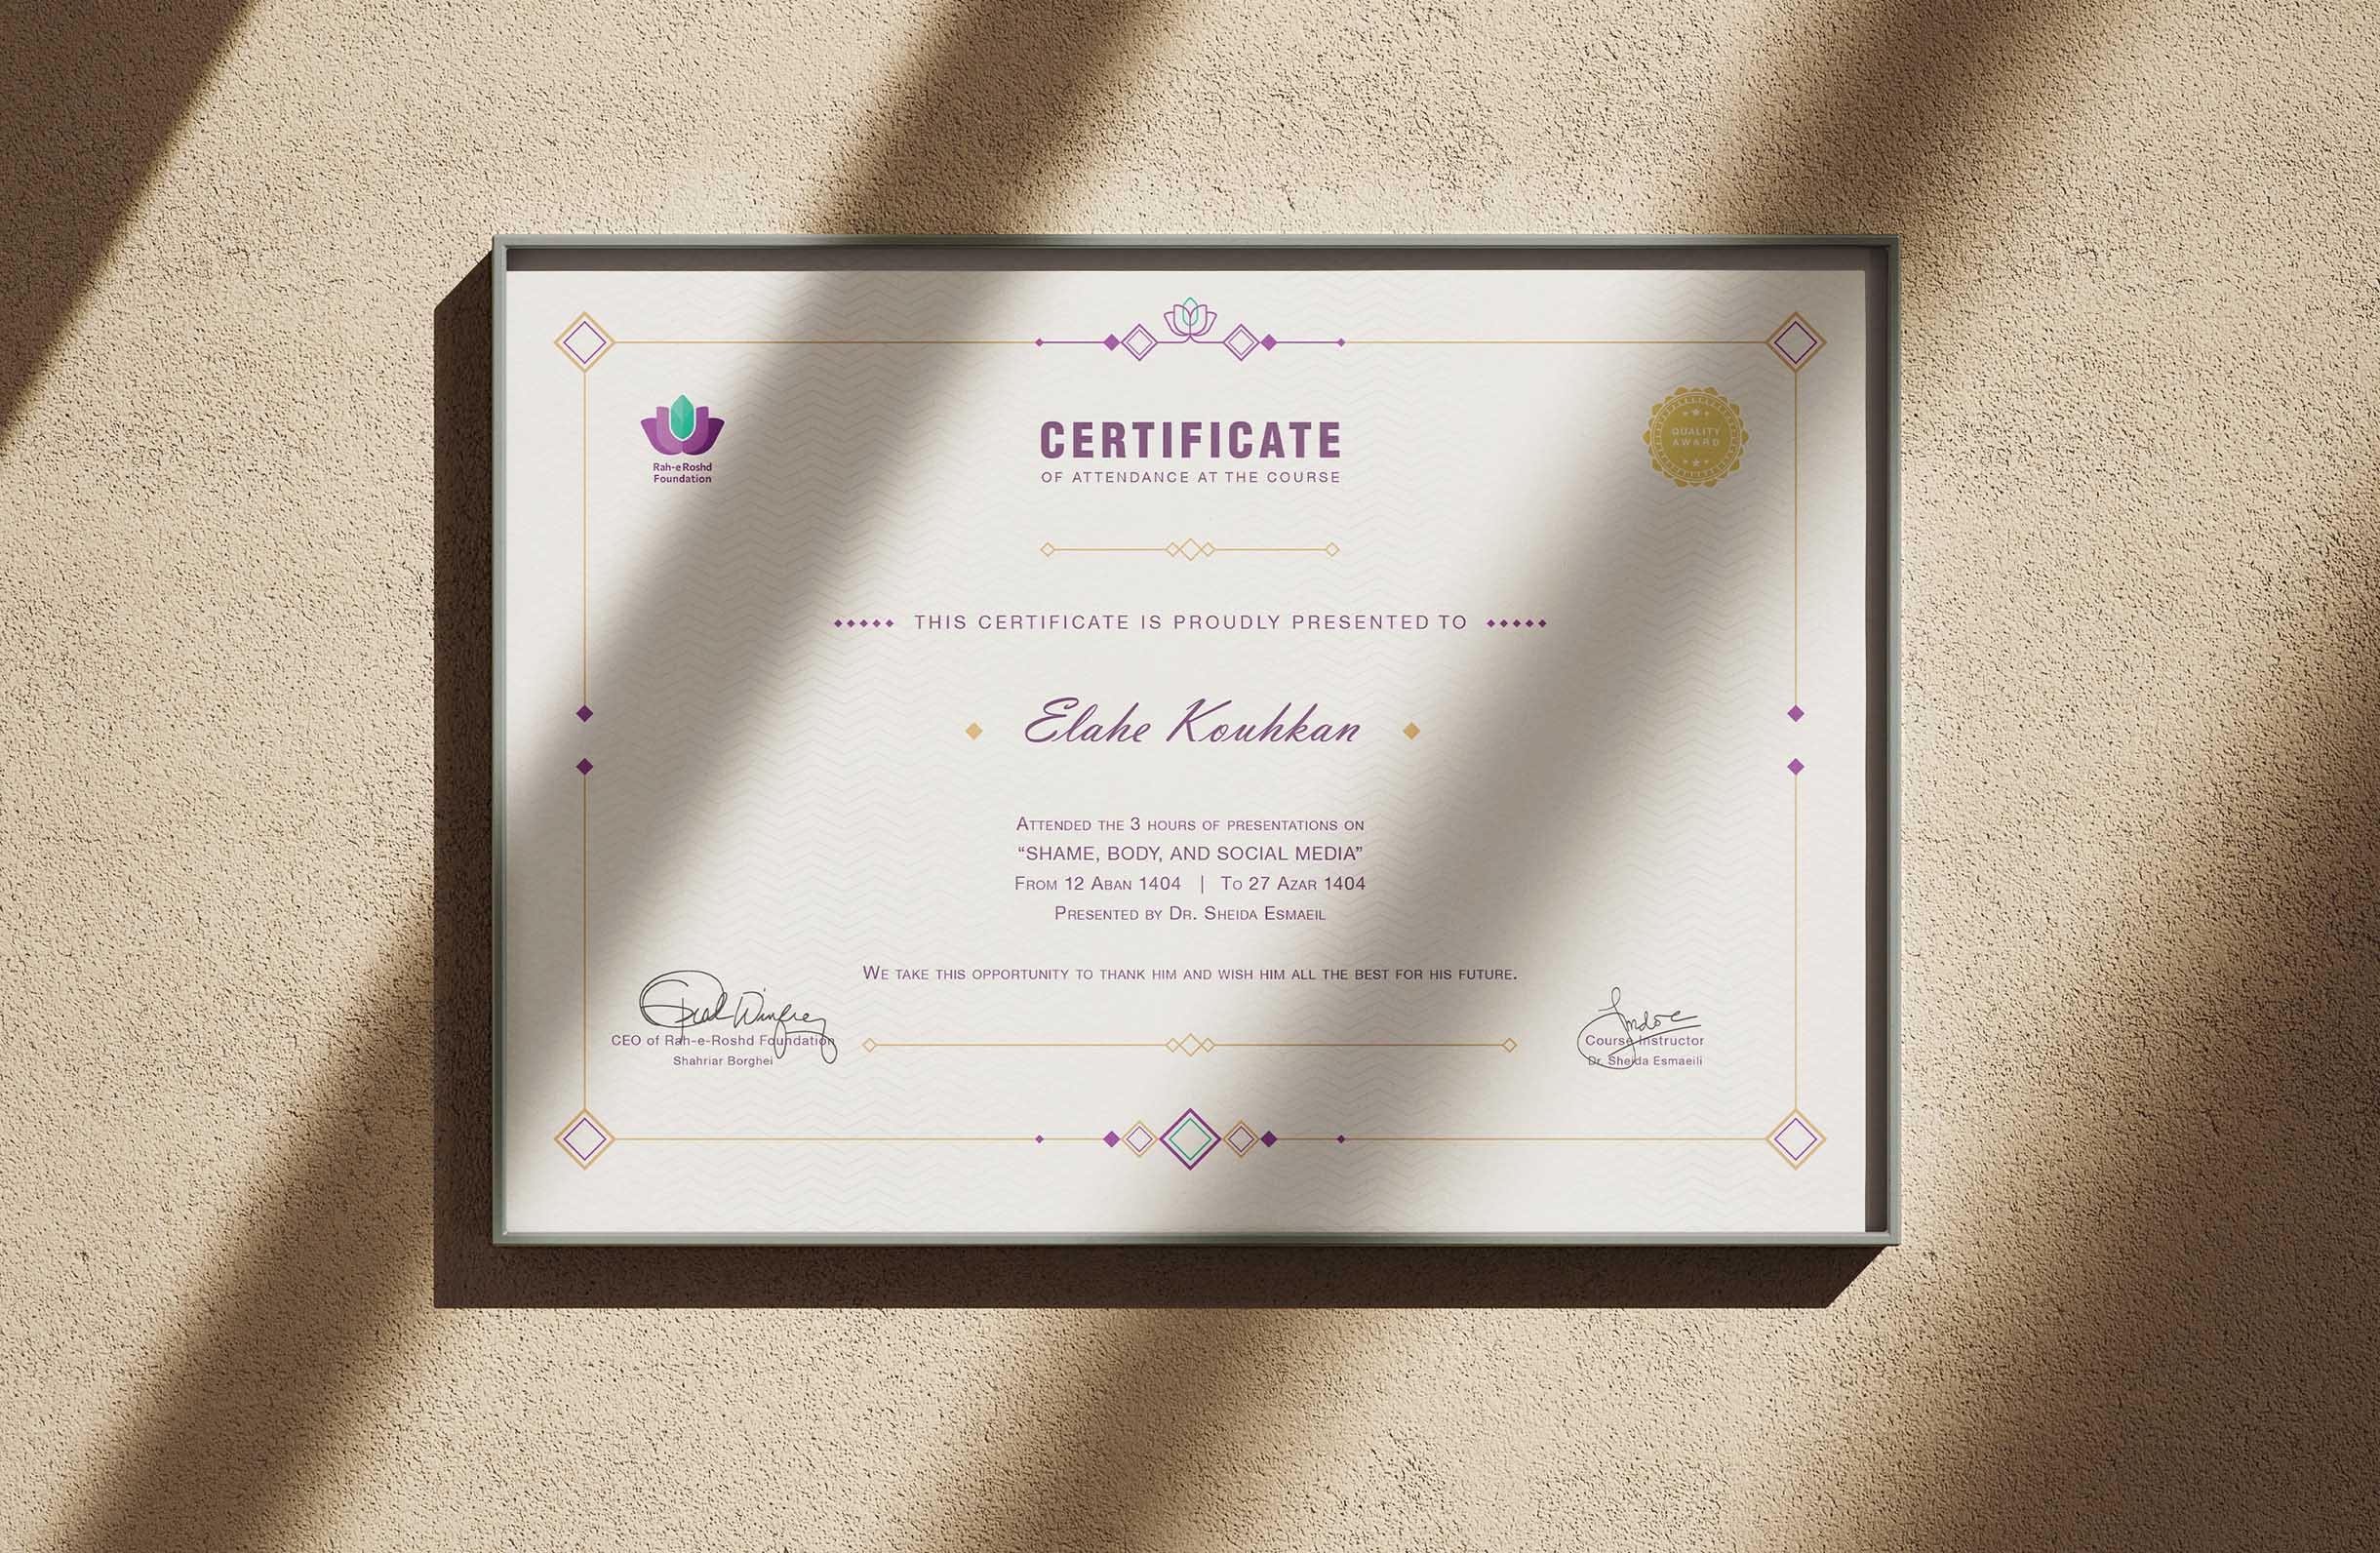 Rah-e Roshd
Foundation
CERTIFICATE
OF ATTENDANCE AT THE COURSE
QUALITY
AWARD
THIS CERTIFICATE IS PROUDLY PRESENTED TO
Elahe Kouhkan
Attended the 3 hours of presentations on
“SHAME, BODY, AND SOCIAL MEDIA”
From 12 Aban 1404 | To 27 Azar 1404
Presented by Dr. Sheida Esmaeil
We take this opportunity to thank him and wish him all the best for his future.
CEO of Rah-e-Roshd Foundation
Shahriar Borghei
Course Instructor
Dr. Sheida Esmaeili